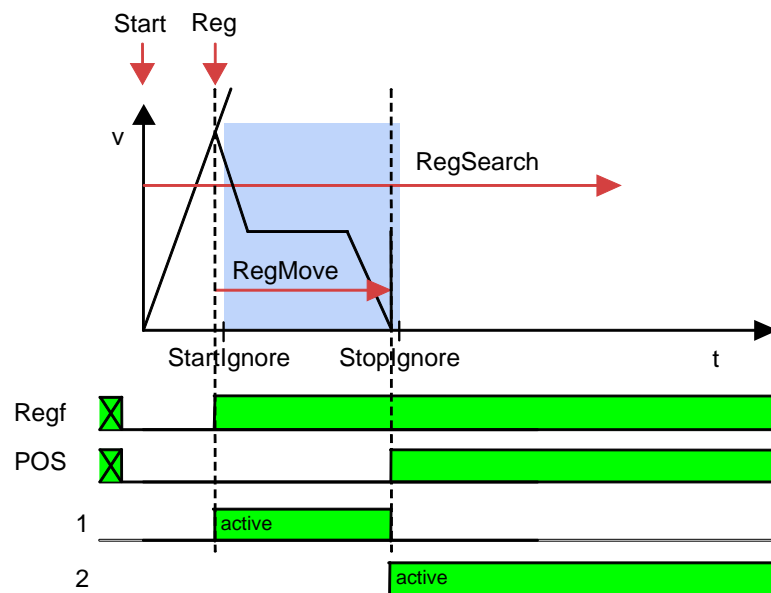 Start Reg
v
RegSearch
RegMove
StartIgnore StopIgnore t
Regf
POS
1 active
2 active